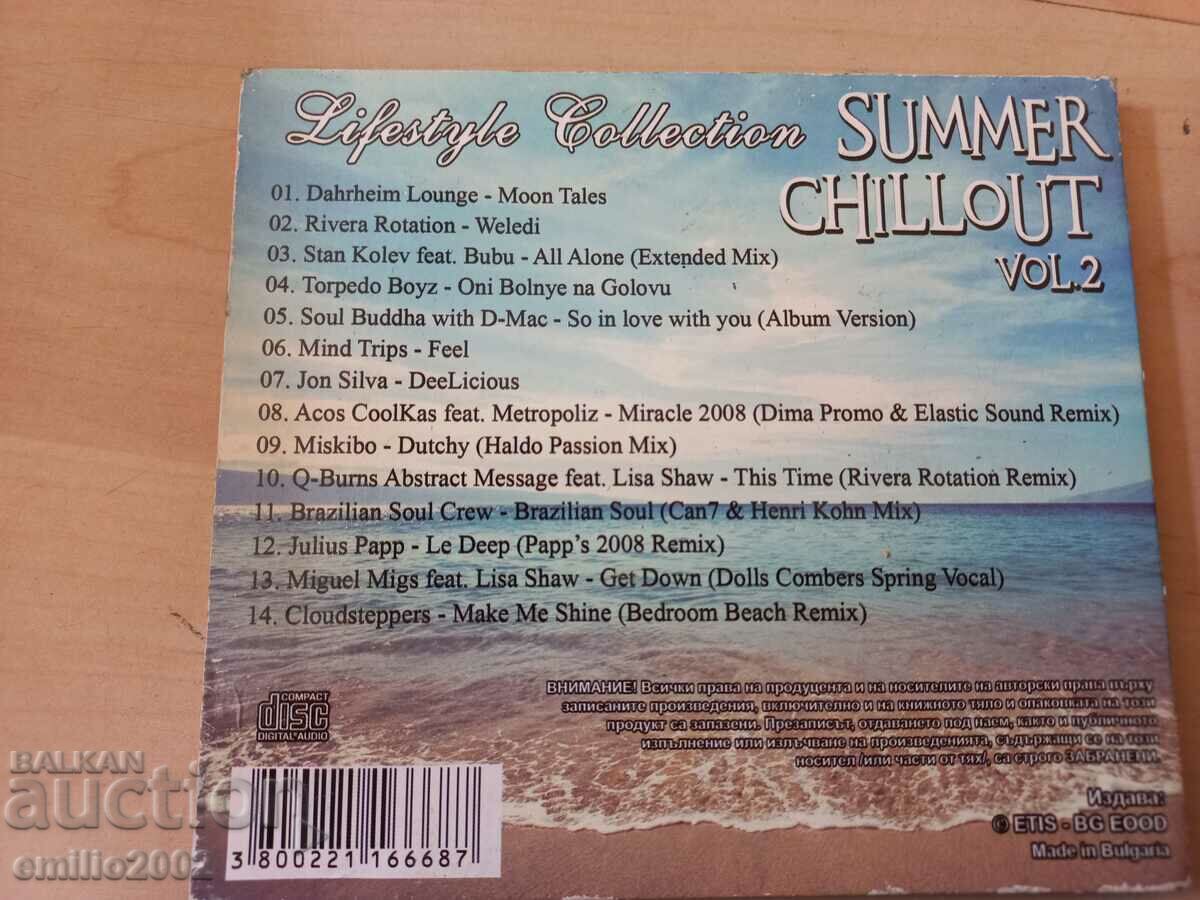 Lifestyle Collection
SUMMER
CHILLOUT
VOL.2
01. Dahrheim Lounge - Moon Tales
02. Rivera Rotation - Weledi
03. Stan Kolev feat. Bubu - All Alone (Extended Mix)
04. Torpedo Boyz - Oni Bolnye na Golovu
05. Soul Buddha with D-Mac - So in love with you (Album Version)
06. Mind Trips - Feel
07. Jon Silva - DeeLicious
08. Acos CoolKas feat. Metropoliz - Miracle 2008 (Dima Promo & Elastic Sound Remix)
09. Miskibo - Dutchy (Haldo Passion Mix)
10. Q-Burns Abstract Message feat. Lisa Shaw - This Time (Rivera Rotation Remix)
11. Brazilian Soul Crew - Brazilian Soul (Can7 & Henri Kohn Mix)
12. Julius Papp - Le Deep (Papp's 2008 Remix)
13. Miguel Migs feat. Lisa Shaw - Get Down (Dolls Combers Spring Vocal)
14. Cloudsteppers - Make Me Shine (Bedroom Beach Remix)
ВНИМАНИЕ! Всички права на продуцента и на носителите на авторски права върху
записаните произведения, включително и на книжното тяло и опаковката на този
продукт са запазени. Презаписът, отдаването под наем, както и публичното
изпълнение или излъчване на произведенията, съдържащи се на този
носител /или части от тях/, са строго ЗАБРАНЕНИ.
COMPACT
disc
DIGITAL AUDIO
Издава:
© ETIS - BG EOOD
Made in Bulgaria
3 800221 166687
BALKAN
auction
emilio2002